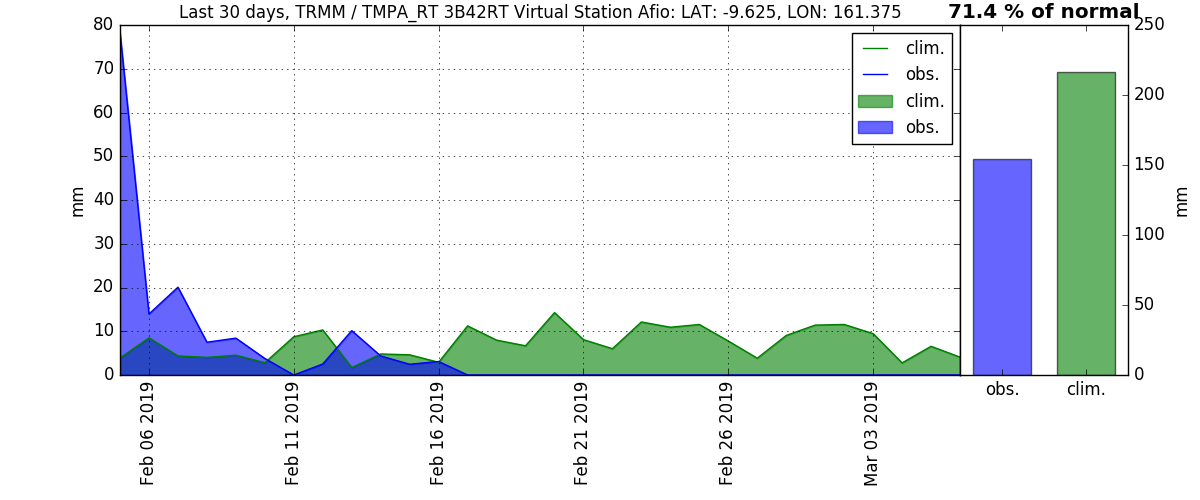 Last 30 days, TRMM / TMPA_RT 3B42RT Virtual Station Afio: LAT: -9.625, LON: 161.375
71.4 % of normal
80
70
60
50
40
30
20
10
0
mm
clim.
obs.
clim.
obs.
250
200
150
100
50
0
mm
obs.
clim.
Feb 06 2019
Feb 11 2019
Feb 16 2019
Feb 21 2019
Feb 26 2019
Mar 03 2019